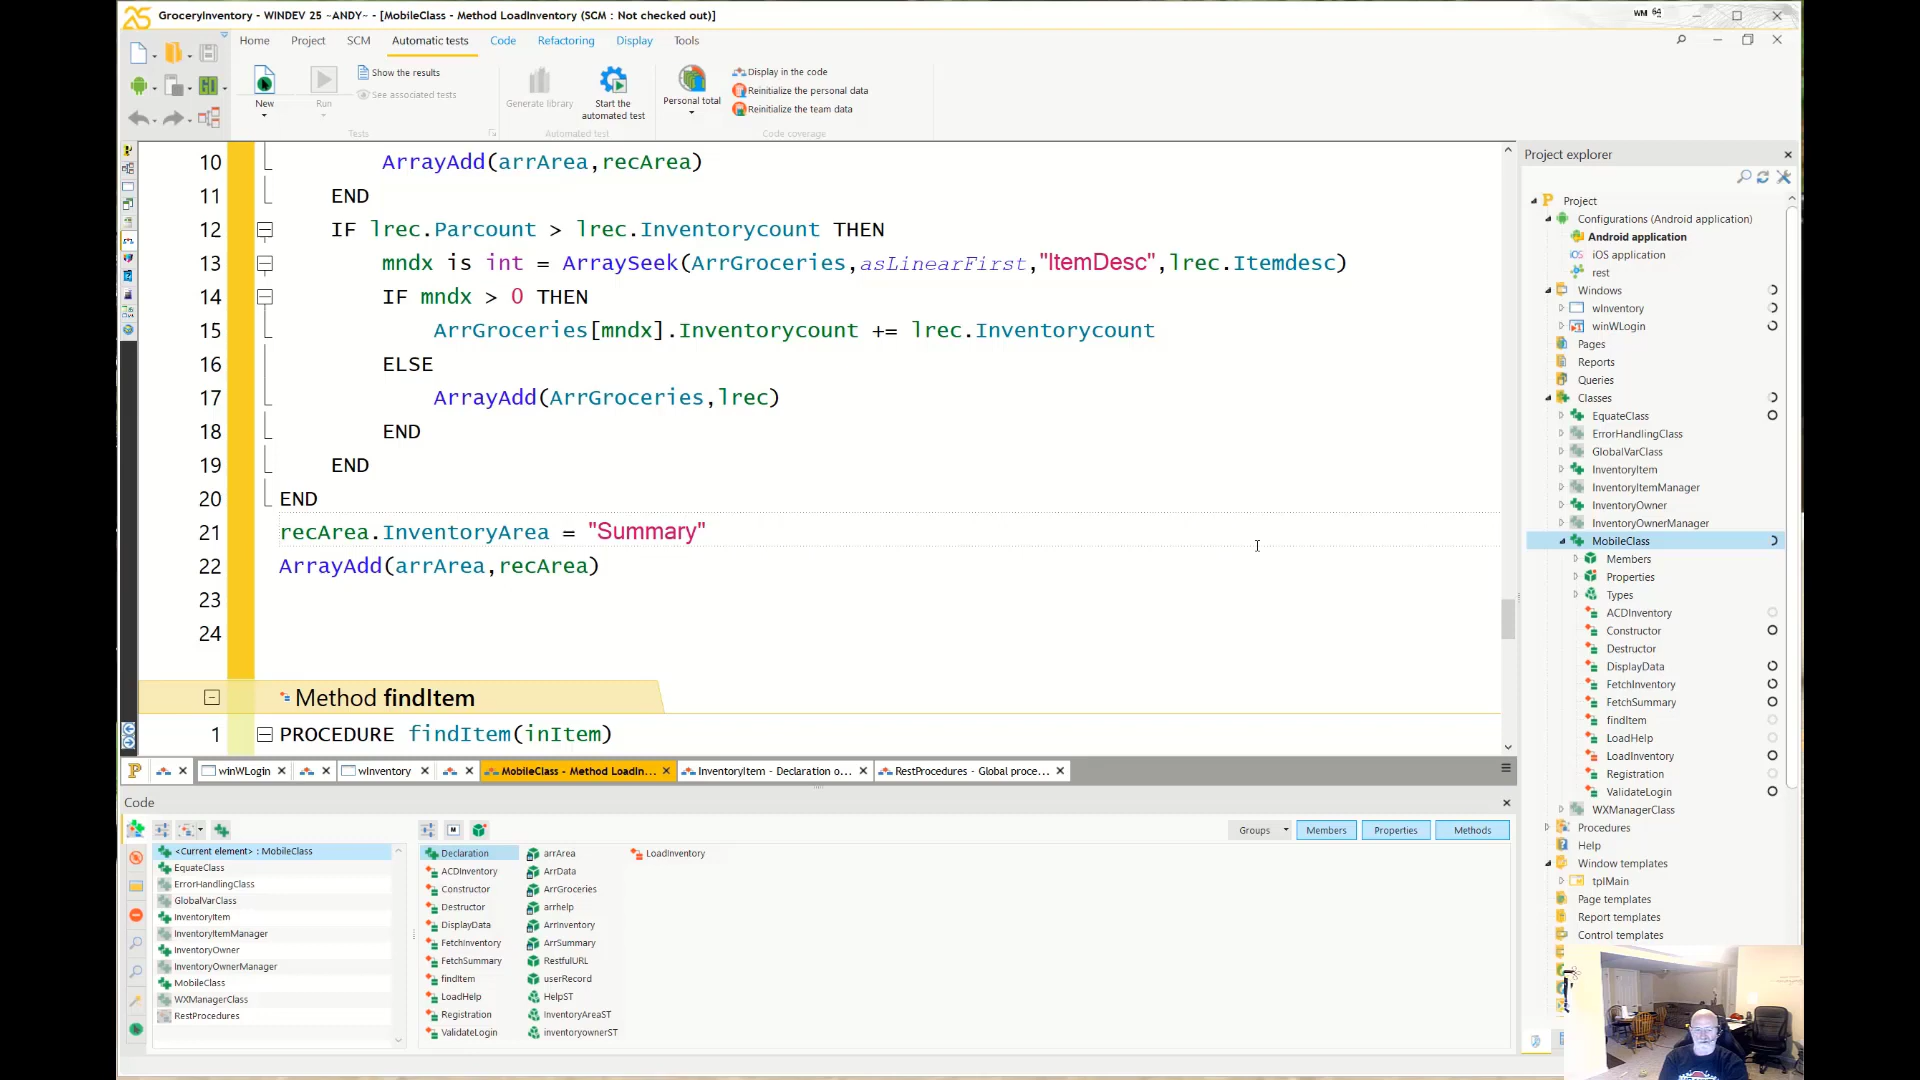 GroceryInventory - WINDEV 25 ~ANDY~ - [MobileClass - Method LoadInventory (SCM : Not checked out)]
WM 64
Home Project SCM Automatic tests Code Refactoring Display Tools
New
Run
Show the results
See associated tests
Tests
Generate library
Start the automated test
Automated test
Personal total
Display in the code
Reinitialize the personal data
Reinitialize the team data
Code coverage
10 ArrayAdd(arrArea,recArea)
11 END
12 IF lrec.Parcount > lrec.Inventorycount THEN
13 mndx is int = ArraySeek(ArrGroceries,asLinearFirst,"ItemDesc",lrec.Itemdesc)
14 IF mndx > 0 THEN
15 ArrGroceries[mndx].Inventorycount += lrec.Inventorycount
16 ELSE
17 ArrayAdd(ArrGroceries,lrec)
18 END
19 END
20 END
21 recArea.InventoryArea = "Summary"
22 ArrayAdd(arrArea,recArea)
23
24
Method findItem
1 PROCEDURE findItem(inItem)
winWLogin wInventory MobileClass - Method LoadIn... InventoryItem - Declaration o... RestProcedures - Global proce...
Code
Groups Members Properties Methods
<Current element> : MobileClass
EquateClass
ErrorHandlingClass
GlobalVarClass
InventoryItem
InventoryItemManager
InventoryOwner
InventoryOwnerManager
MobileClass
WXManagerClass
RestProcedures
Declaration
ACDInventory
Constructor
Destructor
DisplayData
FetchInventory
FetchSummary
findItem
LoadHelp
Registration
ValidateLogin
arrArea
ArrData
ArrGroceries
arrhelp
ArrInventory
ArrSummary
RestfulURL
userRecord
HelpST
InventoryAreaST
inventoryownerST
LoadInventory
Project explorer
Project
Configurations (Android application)
Android application
iOS application
rest
Windows
wInventory
winWLogin
Pages
Reports
Queries
Classes
EquateClass
ErrorHandlingClass
GlobalVarClass
InventoryItem
InventoryItemManager
InventoryOwner
InventoryOwnerManager
MobileClass
Members
Properties
Types
ACDInventory
Constructor
Destructor
DisplayData
FetchInventory
FetchSummary
findItem
LoadHelp
LoadInventory
Registration
ValidateLogin
WXManagerClass
Procedures
Help
Window templates
tplMain
Page templates
Report templates
Control templates